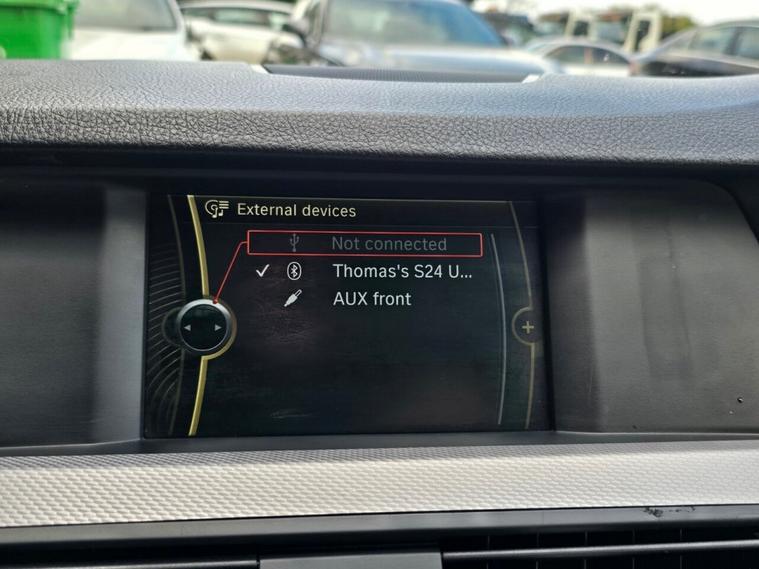 External devices
Not connected
Thomas's S24 U...
AUX front